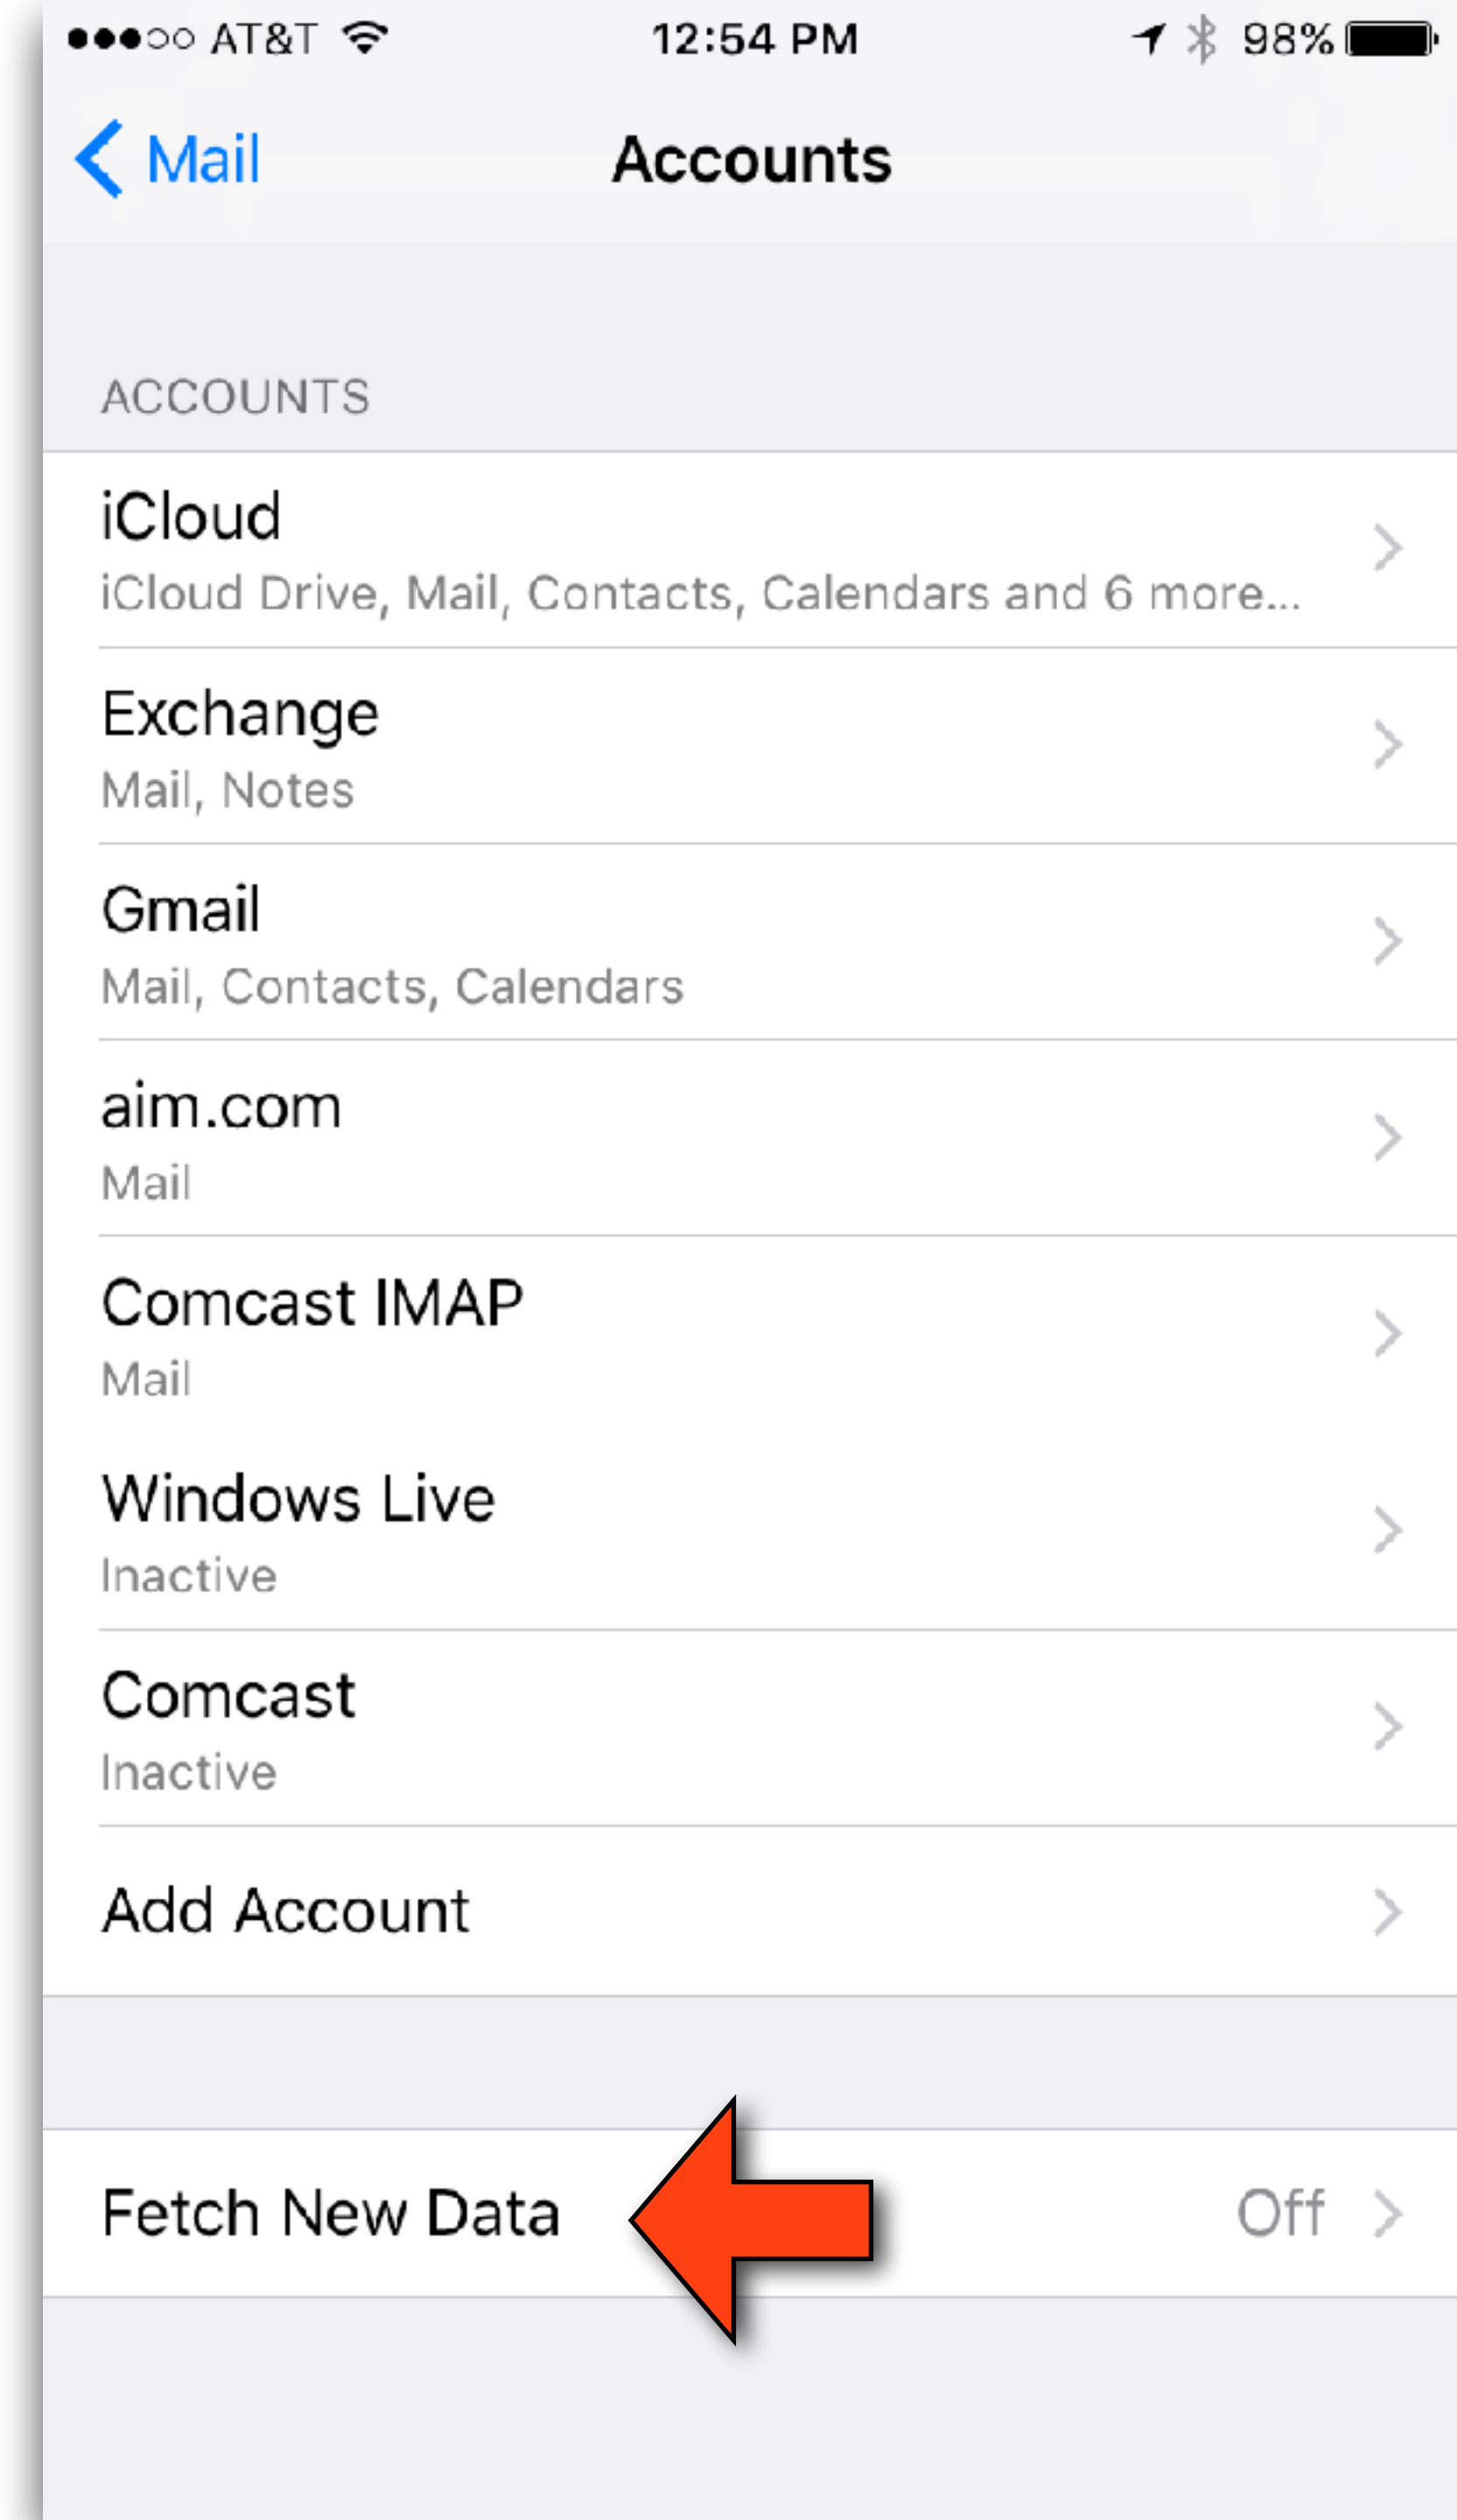 AT&T 12:54 PM 98%
Mail Accounts
ACCOUNTS
iCloud
iCloud Drive, Mail, Contacts, Calendars and 6 more...
Exchange
Mail, Notes
Gmail
Mail, Contacts, Calendars
aim.com
Mail
Comcast IMAP
Mail
Windows Live
Inactive
Comcast
Inactive
Add Account
Fetch New Data Off